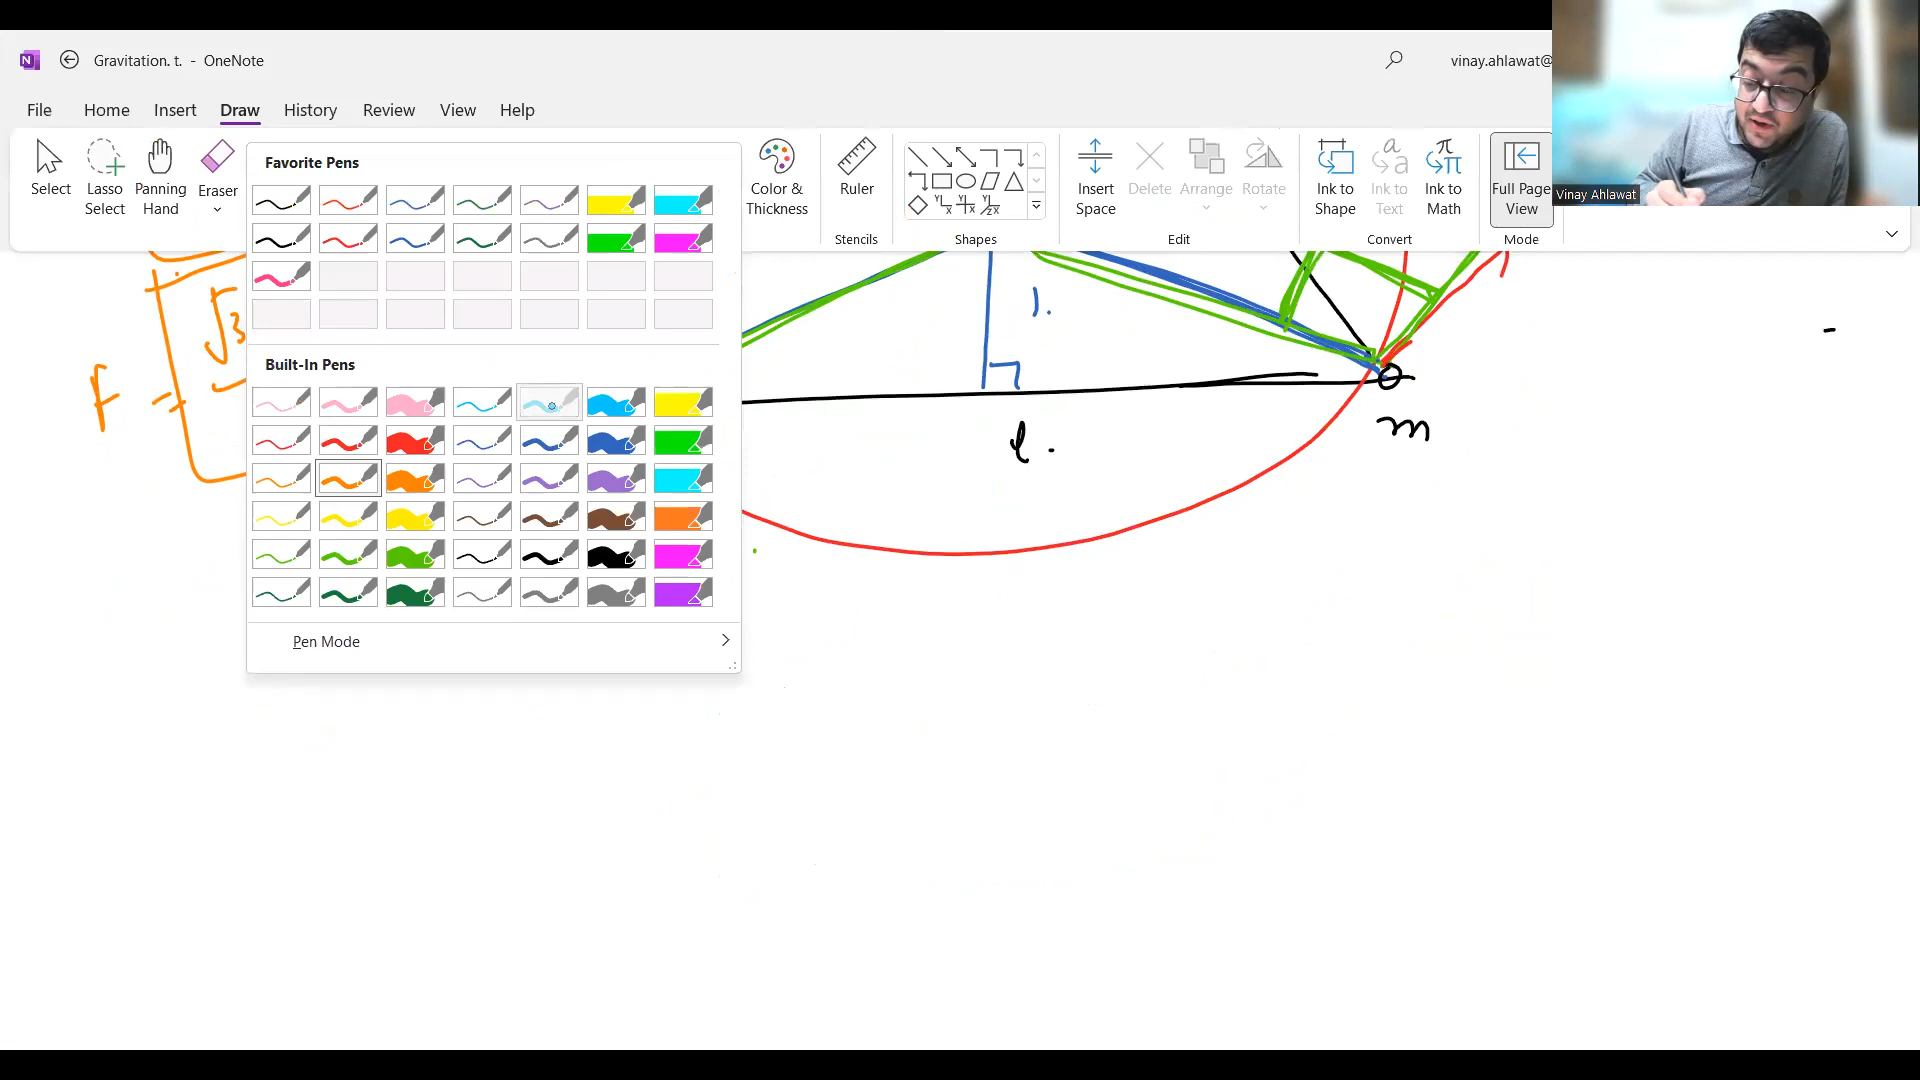 Gravitation. t. - OneNote
vinay.ahlawat@
File Home Insert Draw History Review View Help
Select
Lasso Select
Panning Hand
Eraser
Color & Thickness
Ruler
Insert Space
Delete
Arrange
Rotate
Ink to Shape
Ink to Text
Ink to Math
Full Page View
Stencils
Shapes
Edit
Convert
Mode
Vinay Ahlawat
Favorite Pens
Built-In Pens
Pen Mode
F = √3
1.
l.
m